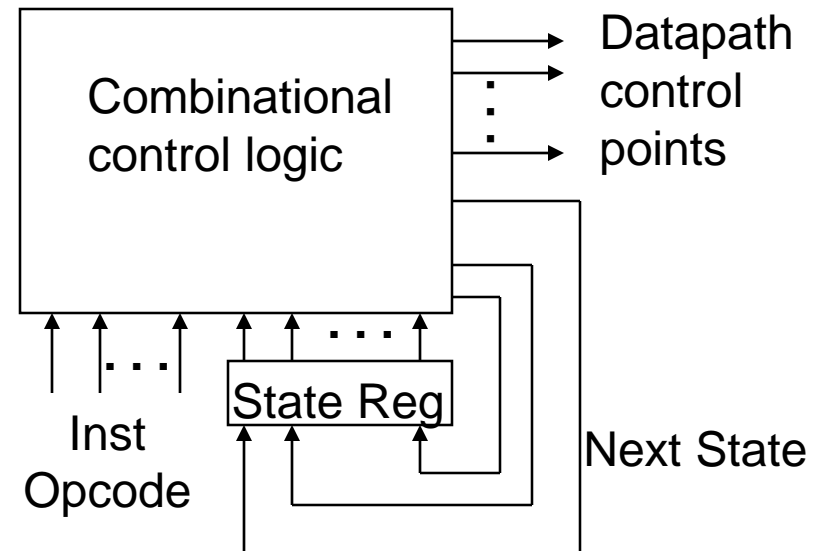 Combinational
control logic
Datapath
control
points
. . .
. . .
. . .
State Reg
Inst
Opcode
Next State